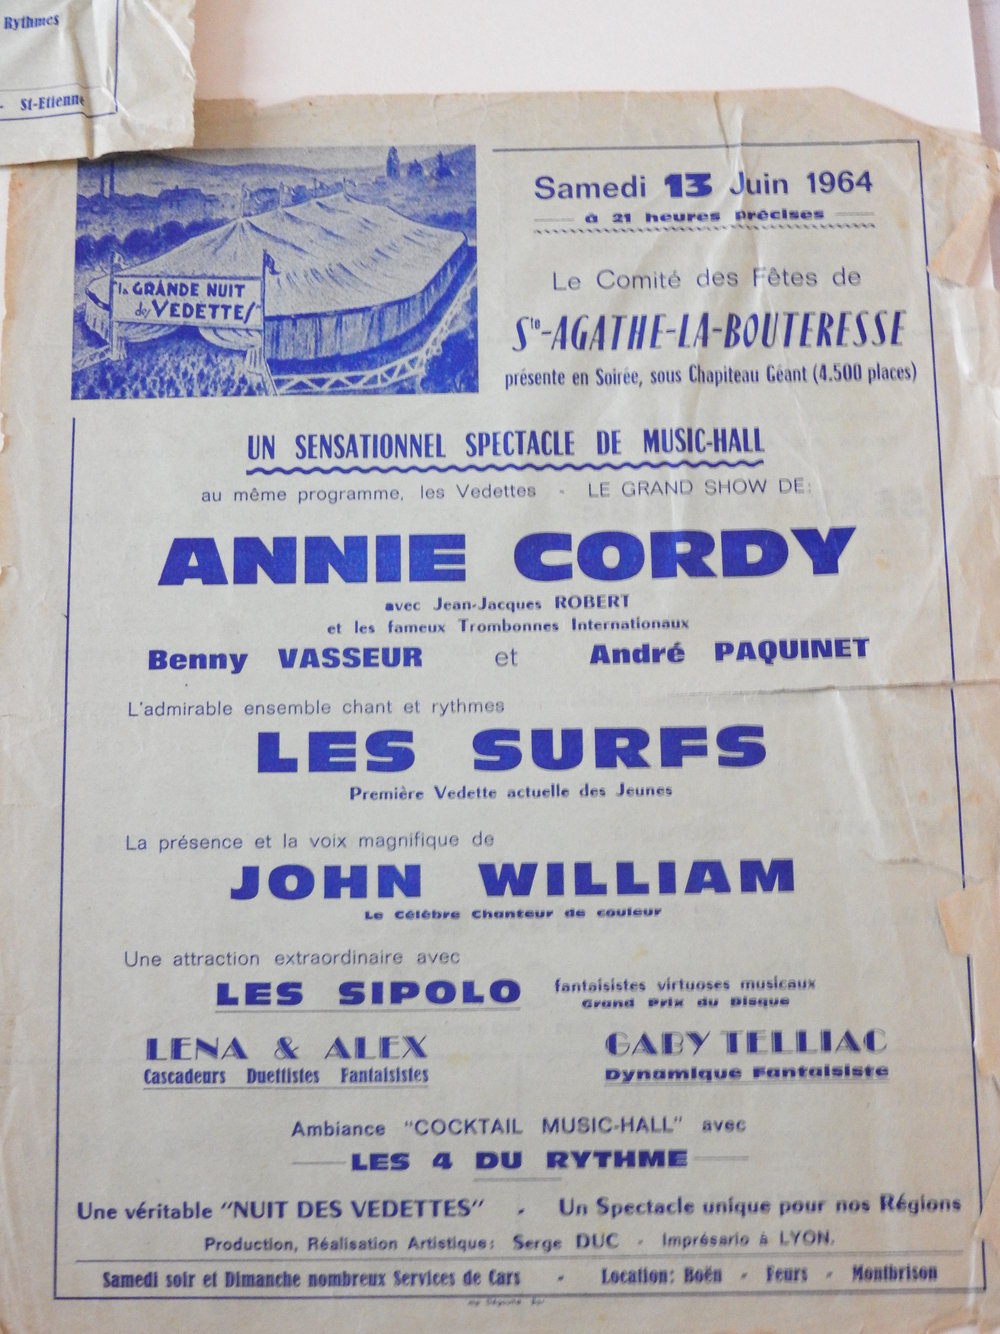 Rythmes
- St-Etienne
la GRANDE NUIT
des VEDETTES
Samedi 13 Juin 1964
à 21 heures précises
Le Comité des Fêtes de
Ste-AGATHE-LA-BOUTERESSE
présente en Soirée, sous Chapiteau Géant (4.500 places)
UN SENSATIONNEL SPECTACLE DE MUSIC-HALL
au même programme, les Vedettes - LE GRAND SHOW DE:
ANNIE CORDY
avec Jean-Jacques ROBERT
et les fameux Trombonnes Internationaux
Benny VASSEUR et André PAQUINET
L'admirable ensemble chant et rythmes
LES SURFS
Première Vedette actuelle des Jeunes
La présence et la voix magnifique de
JOHN WILLIAM
Le Célèbre Chanteur de couleur
Une attraction extraordinaire avec
LES SIPOLO fantaisistes virtuoses musicaux
Grand Prix du Disque
LENA & ALEX
Cascadeurs Duettistes Fantaisistes
GABY TELLIAC
Dynamique Fantaisiste
Ambiance "COCKTAIL MUSIC-HALL" avec
LES 4 DU RYTHME
Une véritable "NUIT DES VEDETTES" - Un Spectacle unique pour nos Régions
Production, Réalisation Artistique: Serge DUC - Imprésario à LYON.
Samedi soir et Dimanche nombreux Services de Cars - Location: Boën - Feurs - Montbrison